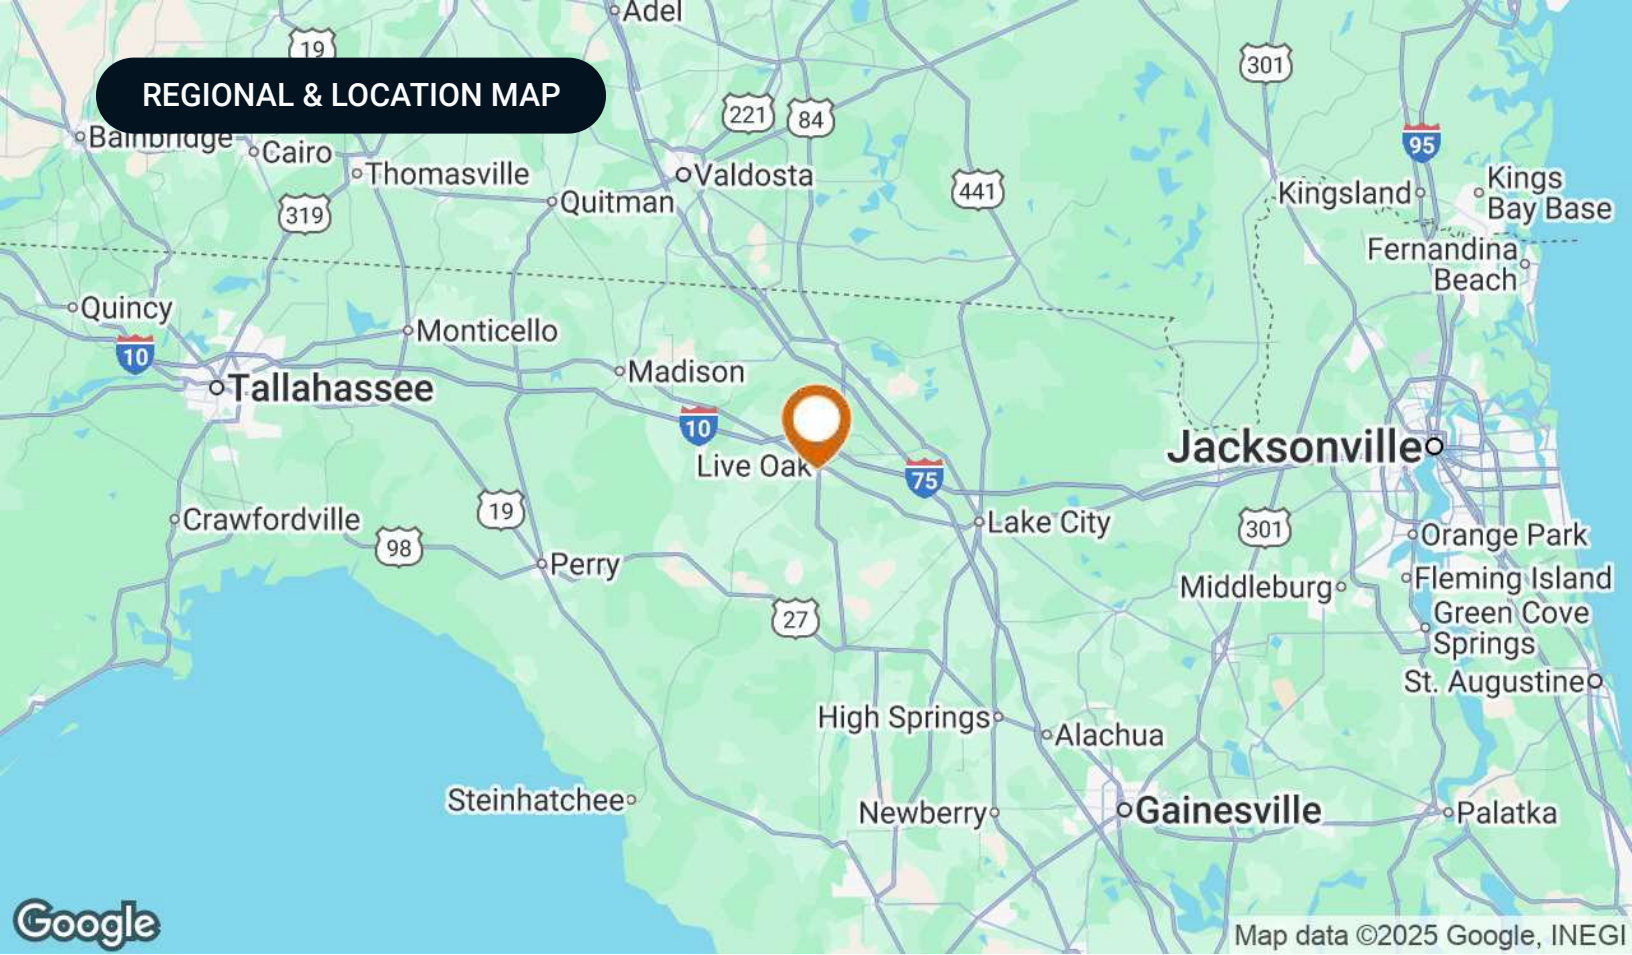 Adel
19
REGIONAL & LOCATION MAP
301
221
84
95
Bainbridge
Cairo
Thomasville
Valdosta
441
Kingsland
Kings
Bay Base
319
Quitman
Fernandina
Beach
Quincy
Monticello
10
Tallahassee
Madison
10
Live Oak
75
Jacksonville
Crawfordville
19
98
Lake City
301
Orange Park
Perry
Middleburg
Fleming Island
27
Green Cove
Springs
St. Augustine
High Springs
Alachua
Steinhatchee
Newberry
Gainesville
Palatka
Google
Map data ©2025 Google, INEGI